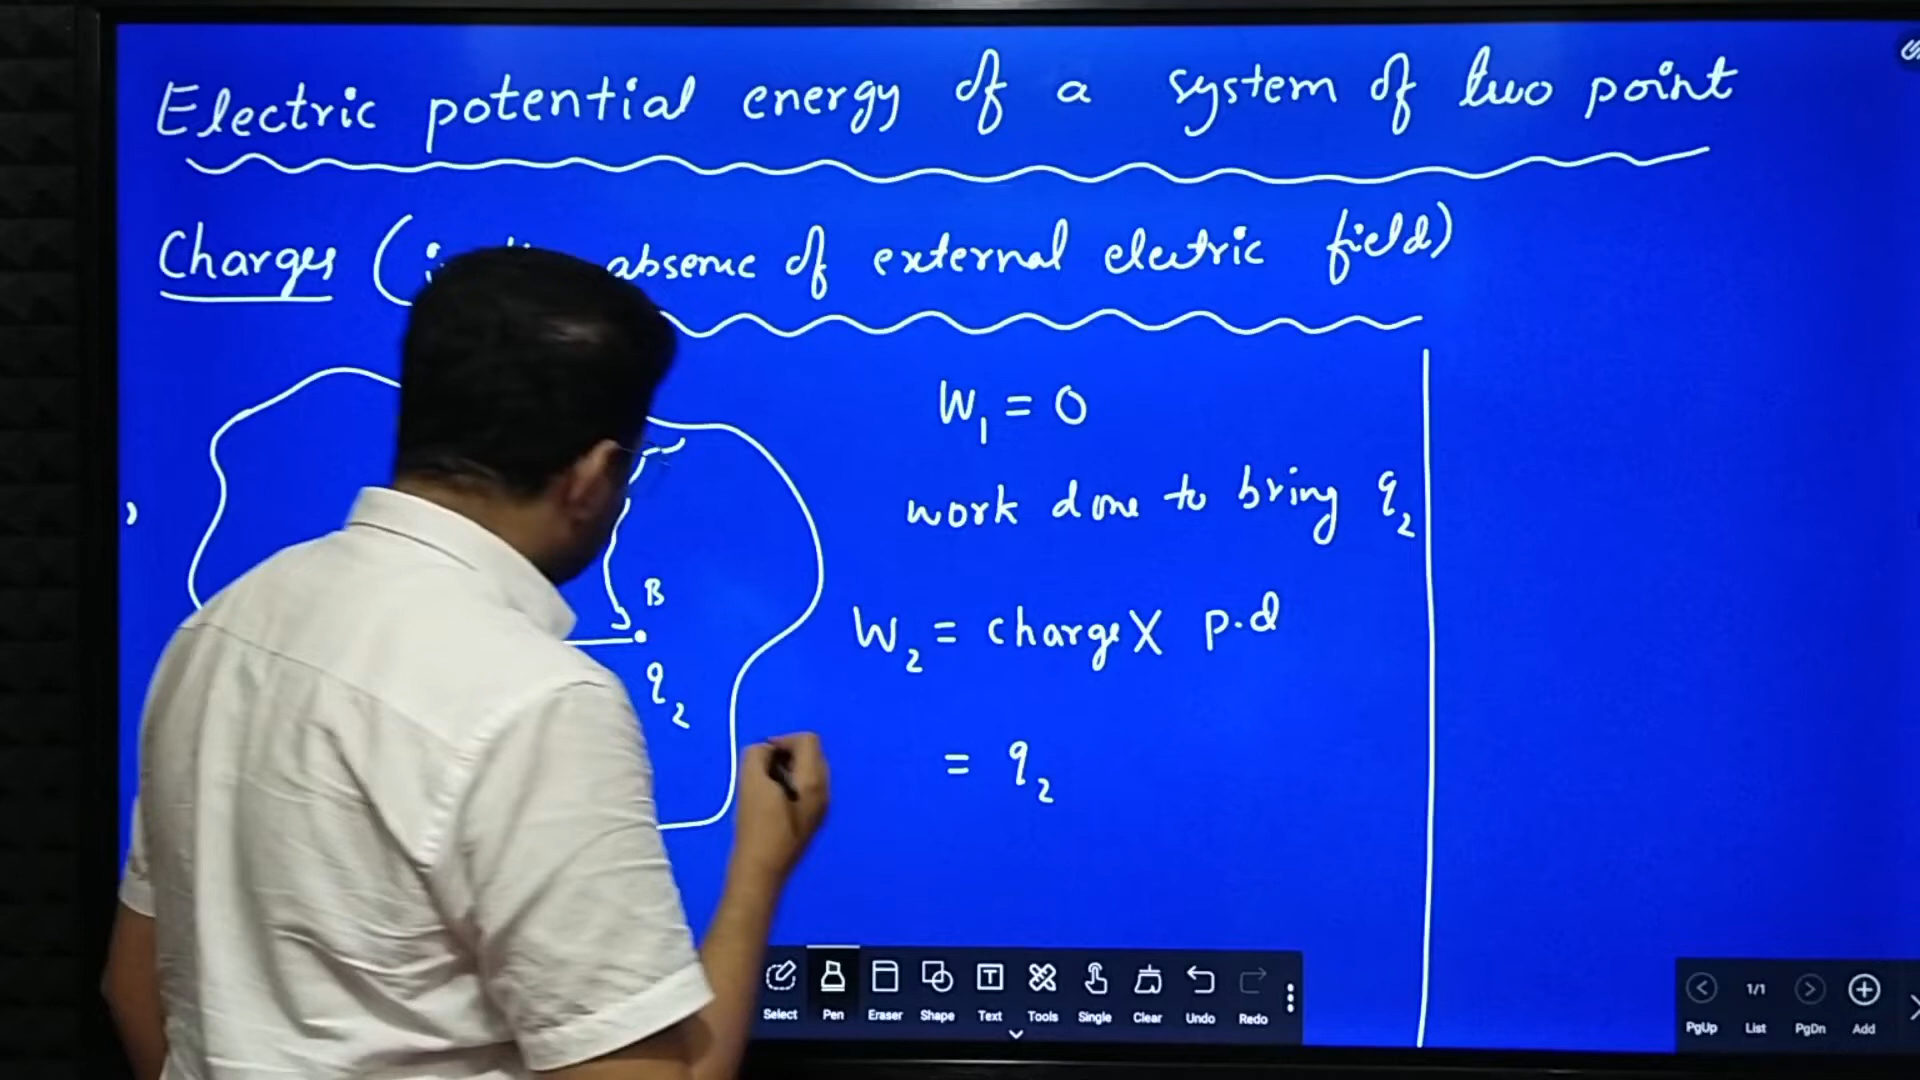 Electric potential energy of a system of two point
Charges ( absence of external electric field)
W1 = 0
work done to bring q2
B
W2 = charge X p.d
q2
= q2
Select Pen Eraser Shape Text Tools Single Clear Undo Redo
1/1
PgUp List PgDn Add